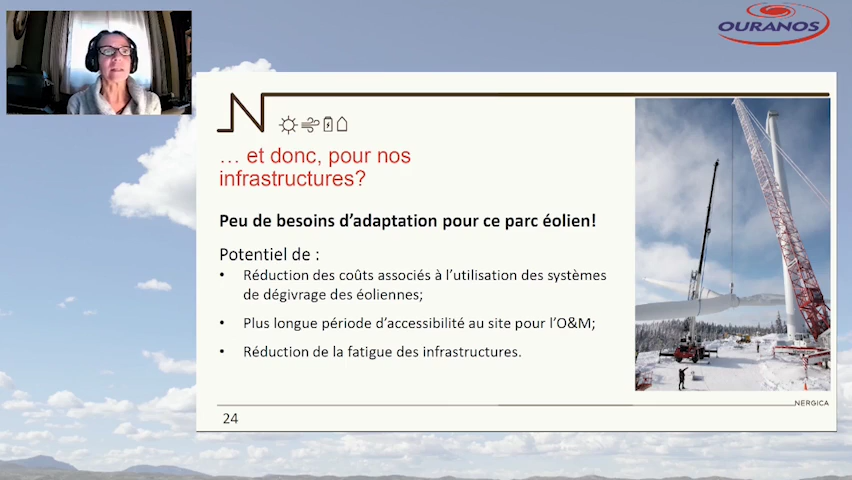 OURANOS
… et donc, pour nos
infrastructures?
Peu de besoins d’adaptation pour ce parc éolien!
Potentiel de :
• Réduction des coûts associés à l’utilisation des systèmes
de dégivrage des éoliennes;
• Plus longue période d’accessibilité au site pour l’O&M;
• Réduction de la fatigue des infrastructures.
NERGICA
24